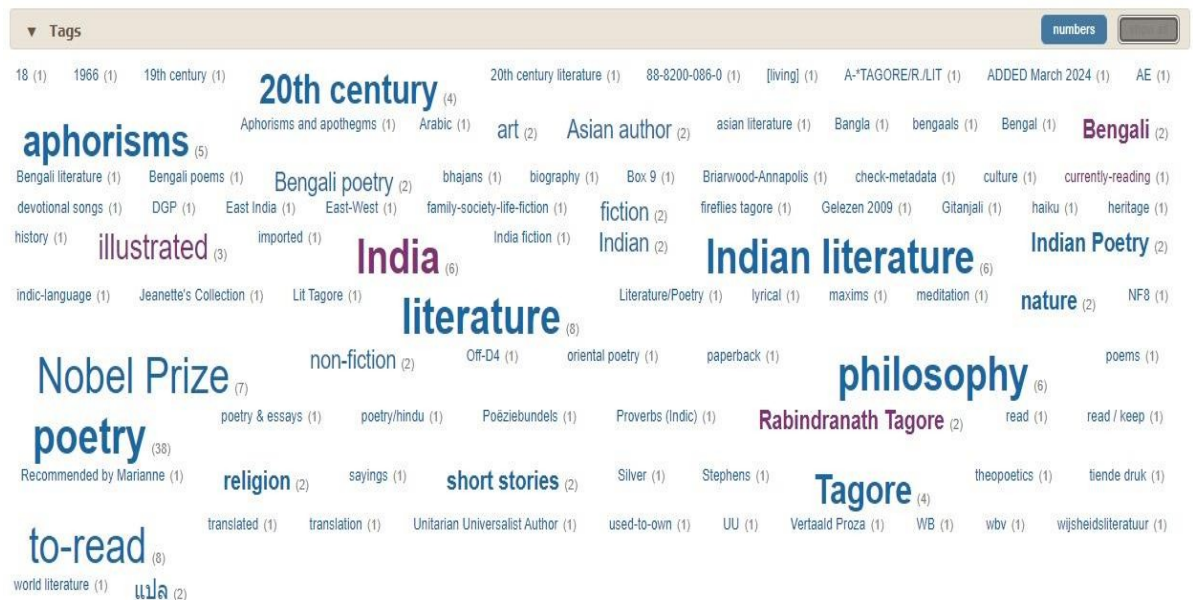 ▼ Tags numbers
18 (1) 1966 (1) 19th century (1) 20th century (4) 20th century literature (1) 88-8200-086-0 (1) [living] (1) A-*TAGORE/R./LIT (1) ADDED March 2024 (1) AE (1)
aphorisms (5) Aphorisms and apothegms (1) Arabic (1) art (2) Asian author (2) asian literature (1) Bangla (1) bengaals (1) Bengal (1) Bengali (2)
Bengali literature (1) Bengali poems (1) Bengali poetry (2) bhajans (1) biography (1) Box 9 (1) Briarwood-Annapolis (1) check-metadata (1) culture (1) currently-reading (1)
devotional songs (1) DGP (1) East India (1) East-West (1) family-society-life-fiction (1) fiction (2) fireflies tagore (1) Gelezen 2009 (1) Gitanjali (1) haiku (1) heritage (1)
history (1) illustrated (3) imported (1) India (6) India fiction (1) Indian (2) Indian literature (6) Indian Poetry (2)
indic-language (1) Jeanette's Collection (1) Lit Tagore (1) literature (8) Literature/Poetry (1) lyrical (1) maxims (1) meditation (1) nature (2) NF8 (1)
Nobel Prize (7) non-fiction (2) Off-D4 (1) oriental poetry (1) paperback (1) philosophy (6) poems (1)
poetry (38) poetry & essays (1) poetry/hindu (1) Poëziebundels (1) Proverbs (Indic) (1) Rabindranath Tagore (2) read (1) read / keep (1)
Recommended by Marianne (1) religion (2) sayings (1) short stories (2) Silver (1) Stephens (1) Tagore (4) theopoetics (1) tiende druk (1)
to-read (8) translated (1) translation (1) Unitarian Universalist Author (1) used-to-own (1) UU (1) Vertaald Proza (1) WB (1) wbv (1) wijsheidsliteratuur (1)
world literature (1) แปล (2)